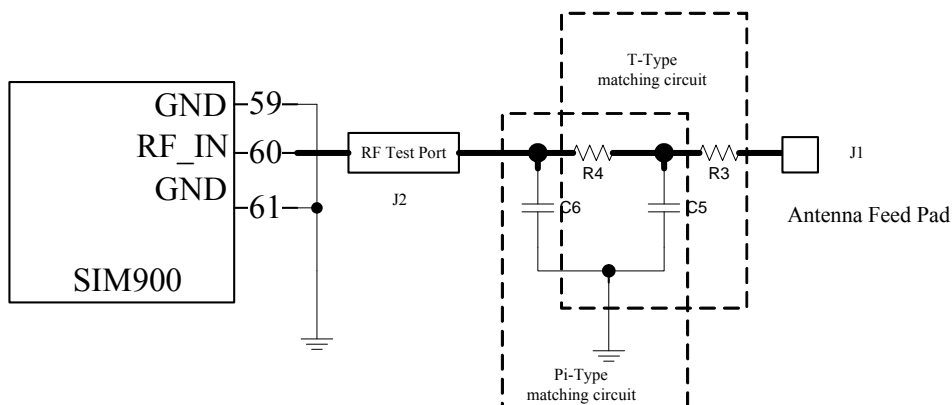 T-Type
matching circuit
GND 59
RF_IN 60
GND
61
SIM900
RF Test Port
J2
R4
R3
J1
C6
C5
Antenna Feed Pad
Pi-Type
matching circuit